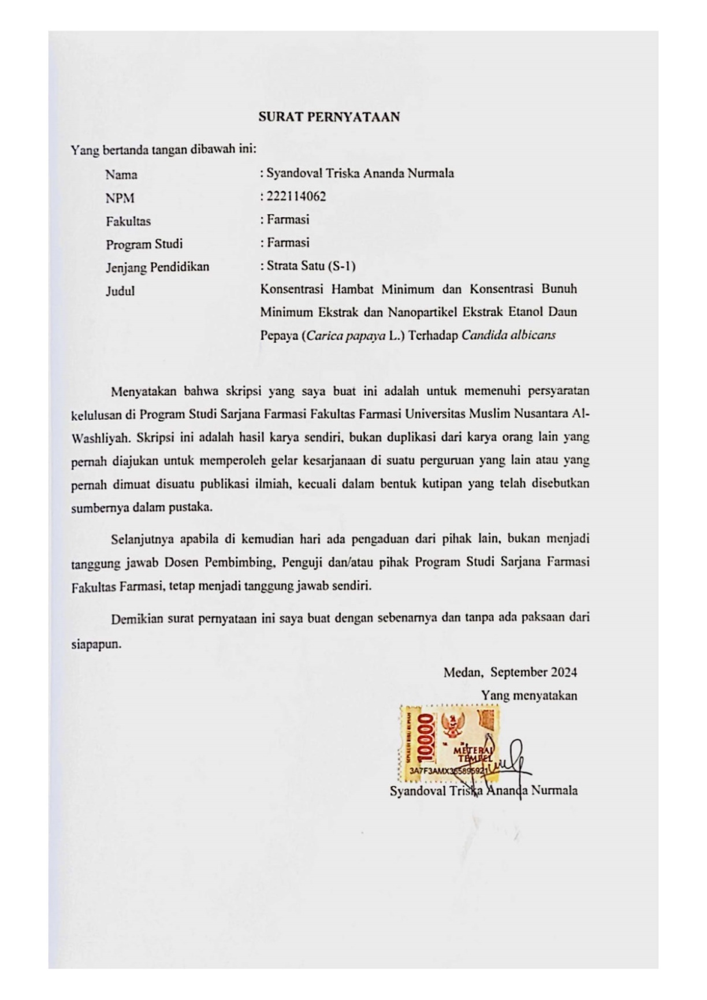 SURAT PERNYATAAN
Yang bertanda tangan dibawah ini:
Nama : Syandoval Triska Ananda Nurmala
NPM : 222114062
Fakultas : Farmasi
Program Studi : Farmasi
Jenjang Pendidikan : Strata Satu (S-1)
Judul Konsentrasi Hambat Minimum dan Konsentrasi Bunuh
Minimum Ekstrak dan Nanopartikel Ekstrak Etanol Daun
Pepaya (Carica papaya L.) Terhadap Candida albicans
Menyatakan bahwa skripsi yang saya buat ini adalah untuk memenuhi persyaratan
kelulusan di Program Studi Sarjana Farmasi Fakultas Farmasi Universitas Muslim Nusantara Al-
Washliyah. Skripsi ini adalah hasil karya sendiri, bukan duplikasi dari karya orang lain yang
pernah diajukan untuk memperoleh gelar kesarjanaan di suatu perguruan yang lain atau yang
pernah dimuat disuatu publikasi ilmiah, kecuali dalam bentuk kutipan yang telah disebutkan
sumbernya dalam pustaka.
Selanjutnya apabila di kemudian hari ada pengaduan dari pihak lain, bukan menjadi
tanggung jawab Dosen Pembimbing, Penguji dan/atau pihak Program Studi Sarjana Farmasi
Fakultas Farmasi, tetap menjadi tanggung jawab sendiri.
Demikian surat pernyataan ini saya buat dengan sebenarnya dan tanpa ada paksaan dari
siapapun.
Medan, September 2024
Yang menyatakan
SEPULUH RIBU RUPIAH
10000
METERAI
TEMPEL
3A7F3AMX355895921
Syandoval Triska Ananda Nurmala